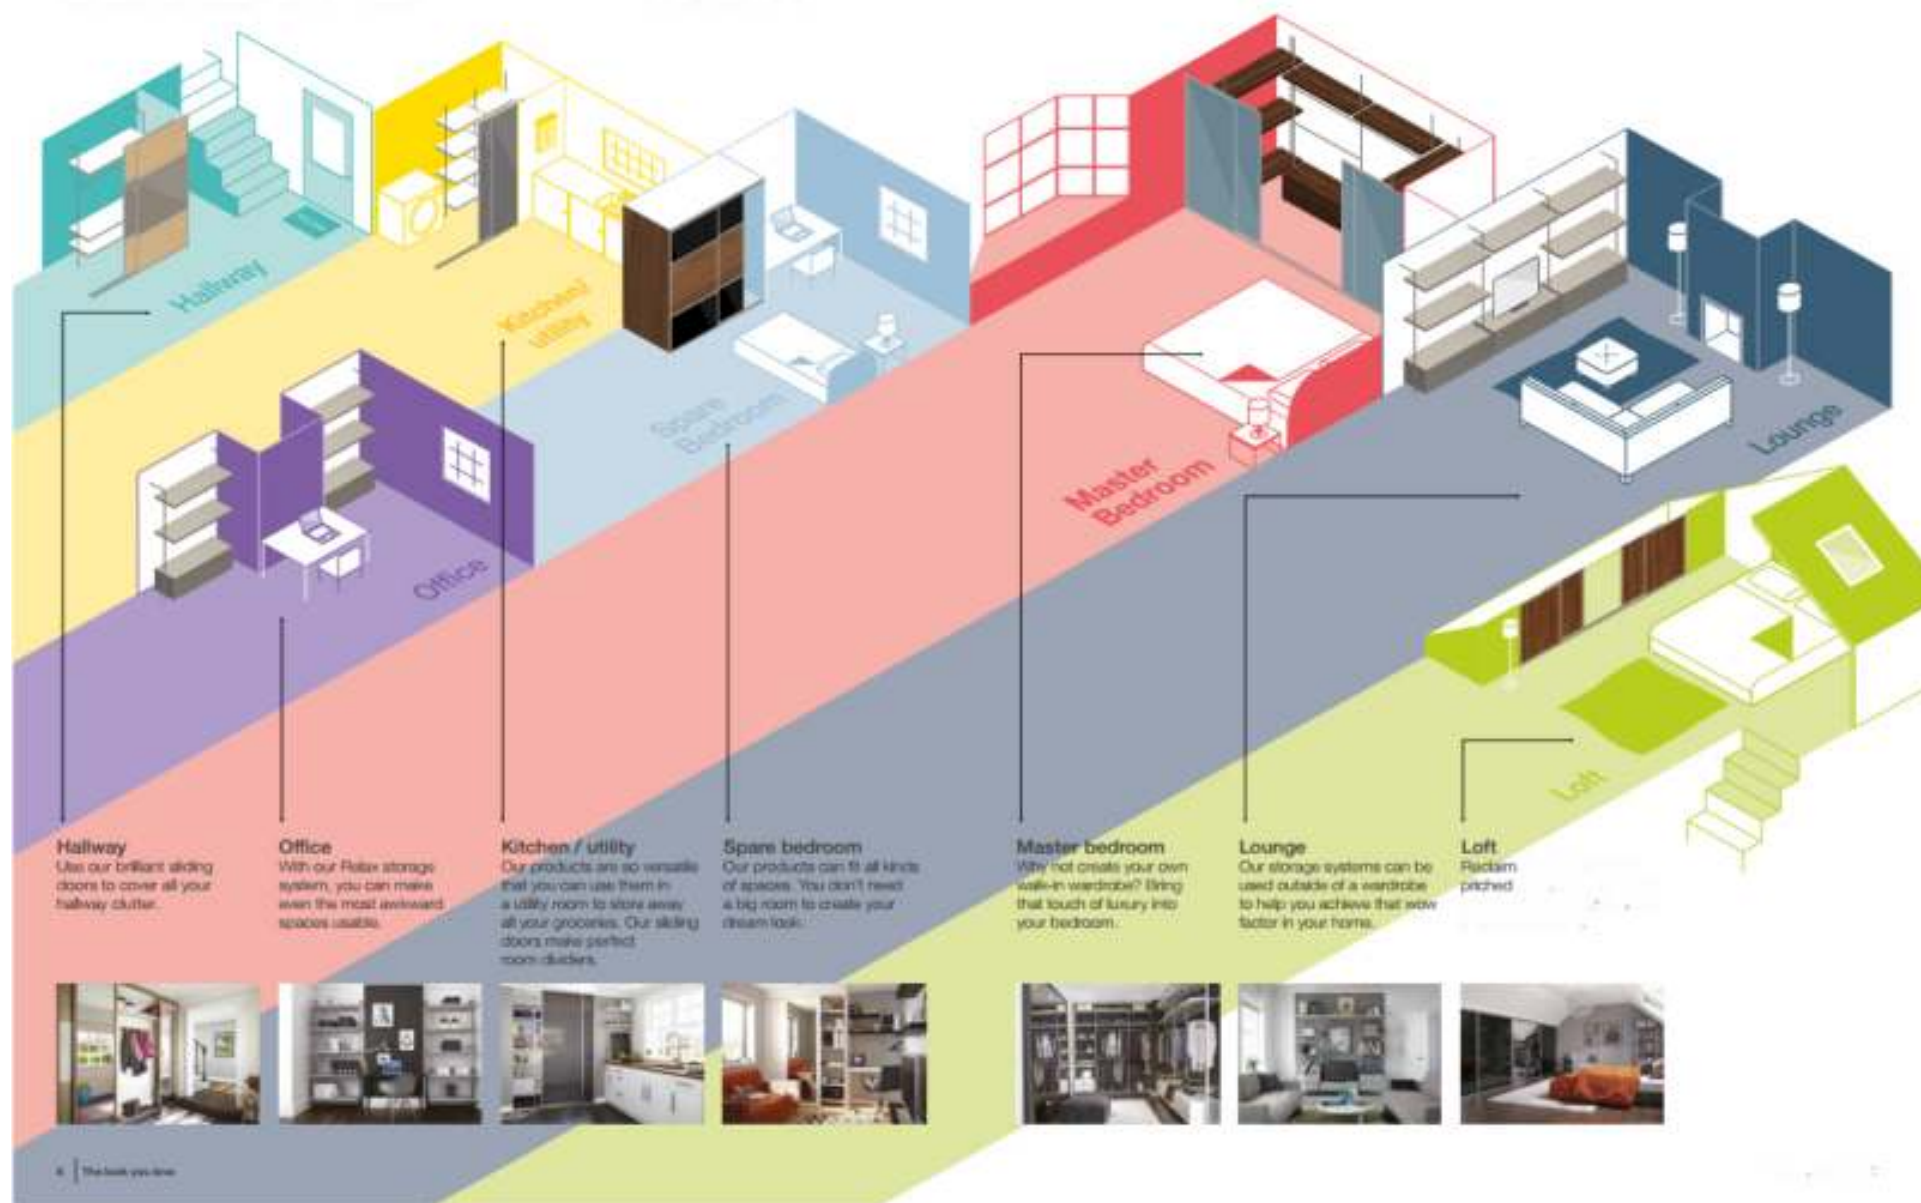 Hallway
Kitchen/
utility
Spare
Bedroom
Office
Master
Bedroom
Lounge
Loft
Hallway
Use our brilliant sliding
doors to cover all your
hallway clutter.
Office
With our Relax storage
system, you can make
even the most awkward
spaces usable.
Kitchen / utility
Our products are so versatile
that you can use them in
a utility room to store away
all your groceries. Our sliding
doors make perfect
room dividers.
Spare bedroom
Our products can fit all kinds
of spaces. You don't need
a big room to create your
dream look.
Master bedroom
Why not create your own
walk-in wardrobe? Bring
that touch of luxury into
your bedroom.
Lounge
Our storage systems can be
used outside of a wardrobe
to help you achieve that wow
factor in your home.
Loft
Reclaim
pitched
The look you love